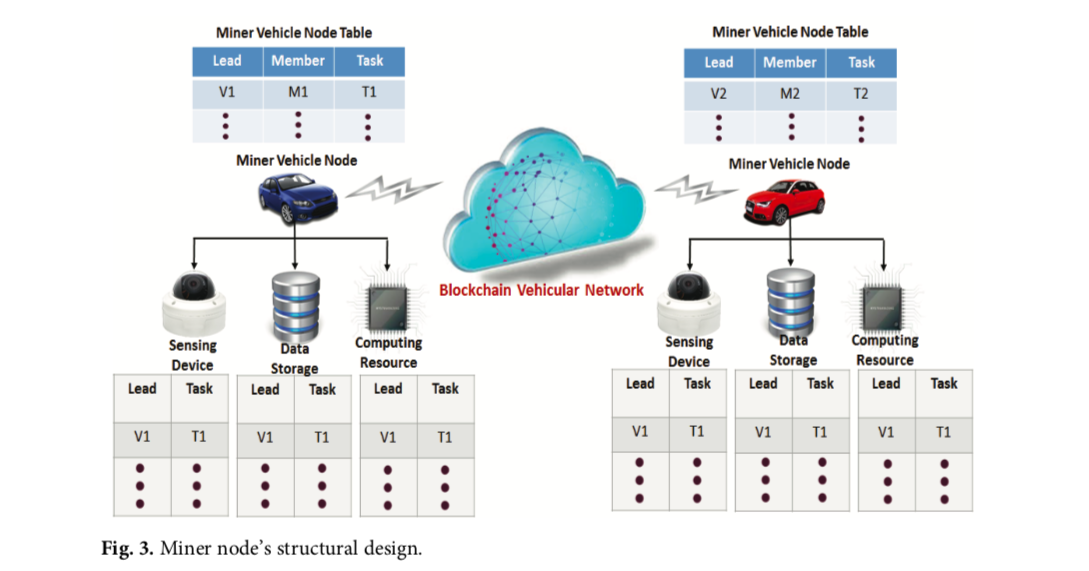 Miner Vehicle Node Table
Lead Member Task
V1 M1 T1
Miner Vehicle Node
Miner Vehicle Node Table
Lead Member Task
V2 M2 T2
Miner Vehicle Node
Blockchain Vehicular Network
Sensing
Device
Data
Storage
Computing
Resource
Lead Task
V1 T1
Lead Task
V1 T1
Lead Task
V1 T1
Sensing
Device
Data
Storage
Computing
Resource
Lead Task
V1 T1
Lead Task
V1 T1
Lead Task
V1 T1
Fig. 3. Miner node's structural design.